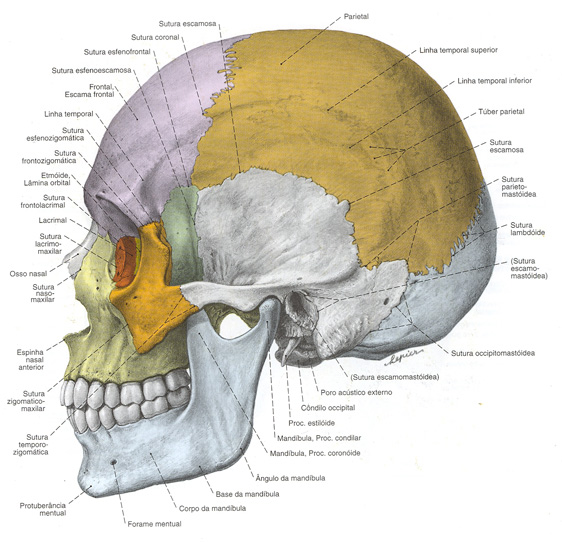 Sutura escamosa
Sutura coronal
Sutura esfenofrontal
Sutura esfenoescamosa
Frontal,
Escama frontal
Linha temporal
Sutura
esfenozigomática
Sutura
frontozigomática
Etmóide,
Lâmina orbital
Sutura
frontolacrimal
Lacrimal
Sutura
lacrimo-
maxilar
Osso nasal
Sutura
naso-
maxilar
Espinha
nasal
anterior
Sutura
zigomatico-
maxilar
Sutura
temporo-
zigomática
Protuberância
mentual
Forame mentual
Corpo da mandíbula
Base da mandíbula
Ângulo da mandíbula
Mandíbula, Proc. coronóide
Mandíbula, Proc. condilar
Proc. estilóide
Côndilo occipital
Poro acústico externo
(Sutura escamomastóidea)
Sutura occipitomastóidea
(Sutura
escamo-
mastóidea)
Sutura
lambdóide
Sutura
parieto-
mastóidea
Sutura
escamosa
Túber parietal
Linha temporal inferior
Linha temporal superior
Parietal